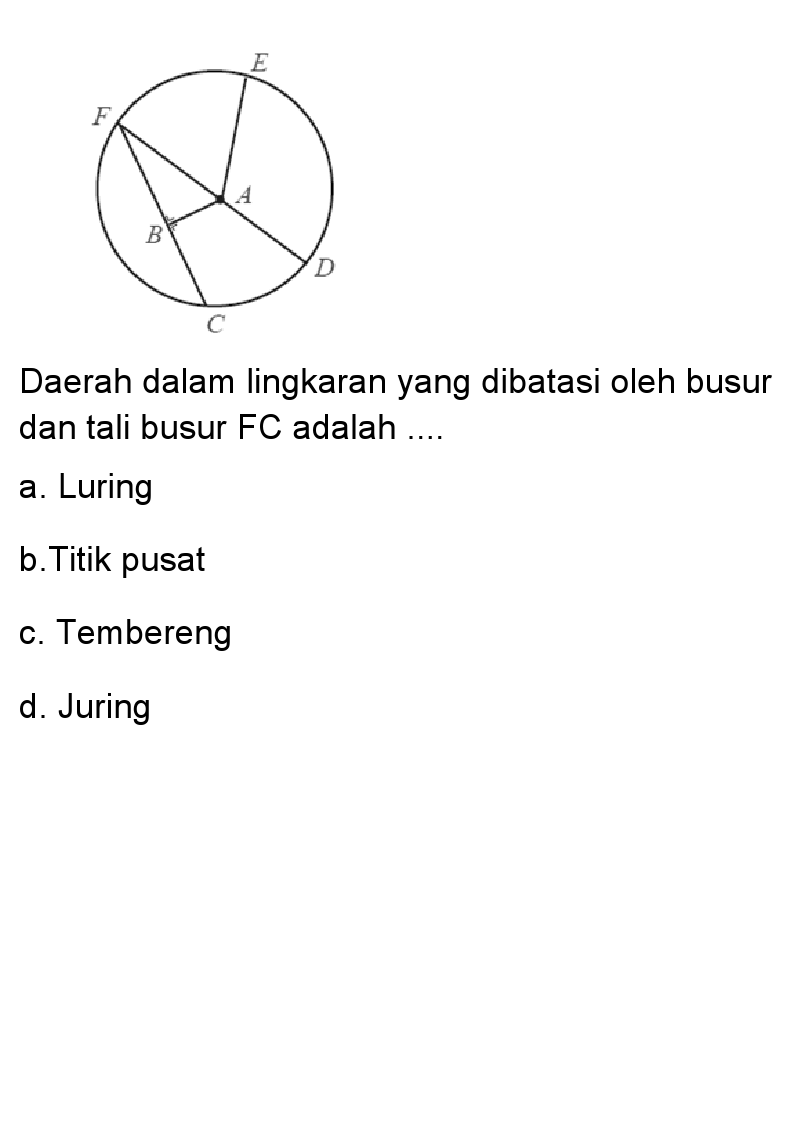 E
F
A
B
D
C
Daerah dalam lingkaran yang dibatasi oleh busur
dan tali busur FC adalah ....
a. Luring
b.Titik pusat
c. Tembereng
d. Juring